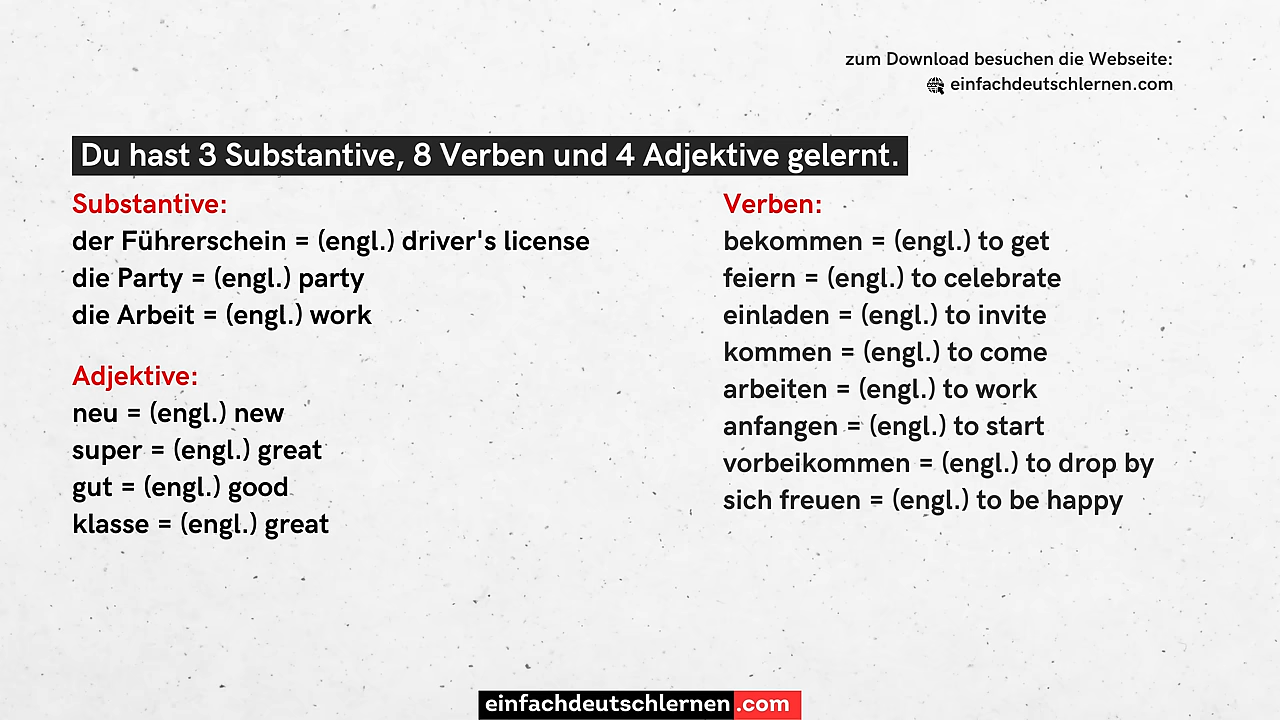 zum Download besuchen die Webseite:
einfachdeutschlernen.com
Du hast 3 Substantive, 8 Verben und 4 Adjektive gelernt.
Substantive:
der Führerschein = (engl.) driver's license
die Party = (engl.) party
die Arbeit = (engl.) work
Adjektive:
neu = (engl.) new
super = (engl.) great
gut = (engl.) good
klasse = (engl.) great
Verben:
bekommen = (engl.) to get
feiern = (engl.) to celebrate
einladen = (engl.) to invite
kommen = (engl.) to come
arbeiten = (engl.) to work
anfangen = (engl.) to start
vorbeikommen = (engl.) to drop by
sich freuen = (engl.) to be happy
einfachdeutschlernen.com